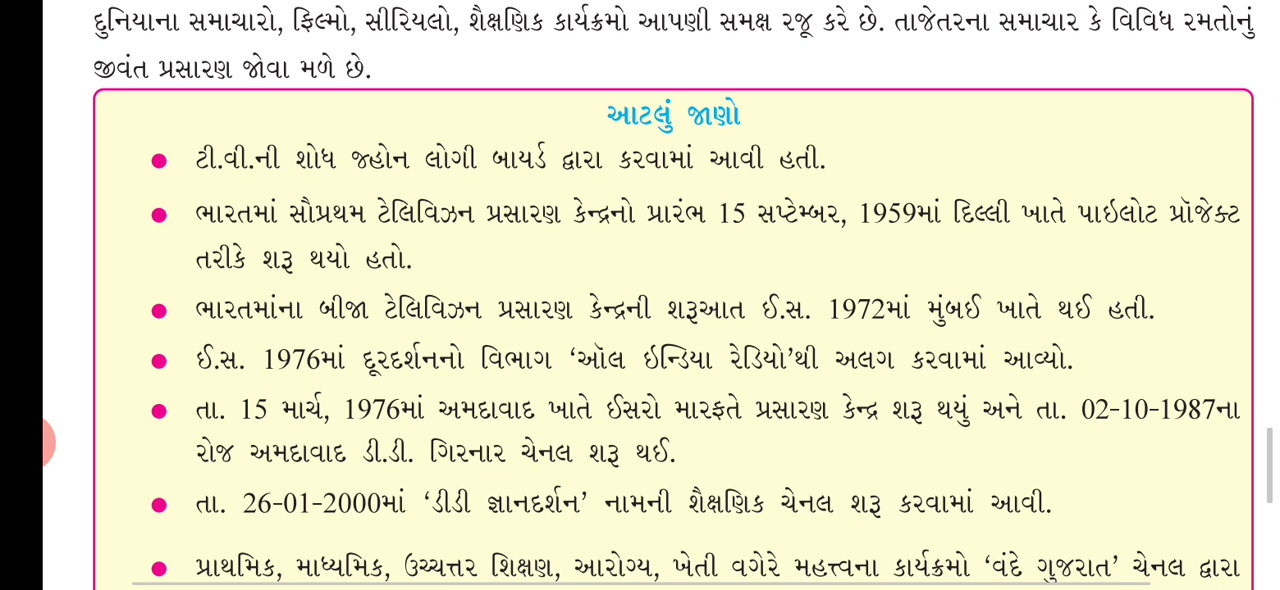 દુનિયાના સમાચારો, ફિલ્મો, સીરિયલો, શૈક્ષણિક કાર્યક્રમો આપણી સમક્ષ રજૂ કરે છે. તાજેતરના સમાચાર કે વિવિધ રમતોનું
જીવંત પ્રસારણ જોવા મળે છે.
આટલું જાણો
● ટી.વી.ની શોધ જ્હોન લોગી બાયર્ડ દ્વારા કરવામાં આવી હતી.
● ભારતમાં સૌપ્રથમ ટેલિવિઝન પ્રસારણ કેન્દ્રનો પ્રારંભ 15 સપ્ટેમ્બર, 1959માં દિલ્લી ખાતે પાઇલોટ પ્રૉજેક્ટ
તરીકે શરૂ થયો હતો.
● ભારતમાંના બીજા ટેલિવિઝન પ્રસારણ કેન્દ્રની શરૂઆત ઈ.સ. 1972માં મુંબઈ ખાતે થઈ હતી.
● ઈ.સ. 1976માં દૂરદર્શનનો વિભાગ ‘ઑલ ઇન્ડિયા રેડિયો’થી અલગ કરવામાં આવ્યો.
● તા. 15 માર્ચ, 1976માં અમદાવાદ ખાતે ઈસરો મારફતે પ્રસારણ કેન્દ્ર શરૂ થયું અને તા. 02-10-1987ના
રોજ અમદાવાદ ડી.ડી. ગિરનાર ચેનલ શરૂ થઈ.
● તા. 26-01-2000માં ‘ડીડી જ્ઞાનદર્શન’ નામની શૈક્ષણિક ચેનલ શરૂ કરવામાં આવી.
● પ્રાથમિક, માધ્યમિક, ઉચ્ચત્તર શિક્ષણ, આરોગ્ય, ખેતી વગેરે મહત્ત્વના કાર્યક્રમો ‘વંદે ગુજરાત’ ચેનલ દ્વારા